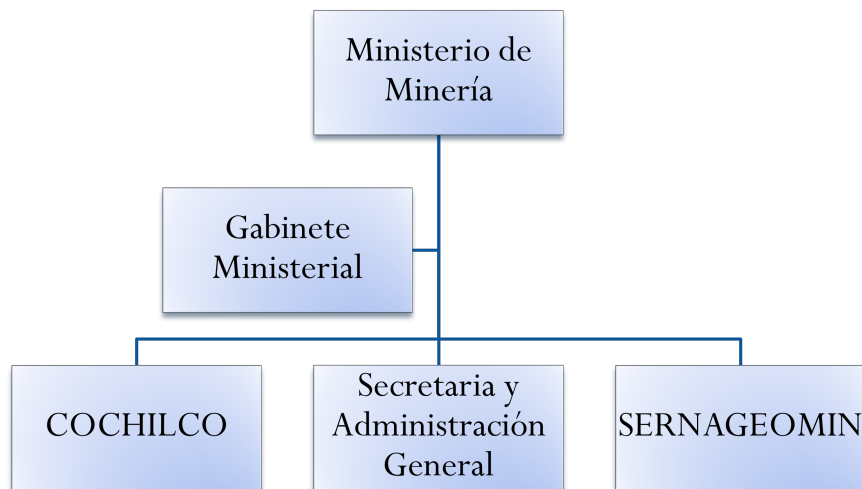 Ministerio de
Minería
Gabinete
Ministerial
COCHILCO
Secretaria y
Administración
General
SERNAGEOMIN